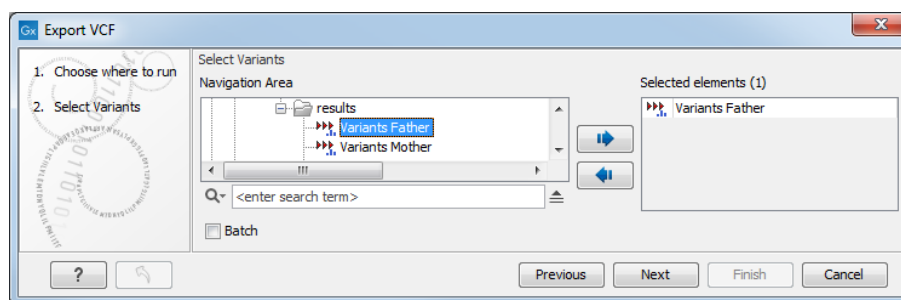 Gx Export VCF
1. Choose where to run
2. Select Variants
Select Variants
Navigation Area
results
Variants Father
Variants Mother
<enter search term>
Batch
Selected elements (1)
Variants Father
?
Previous
Next
Finish
Cancel